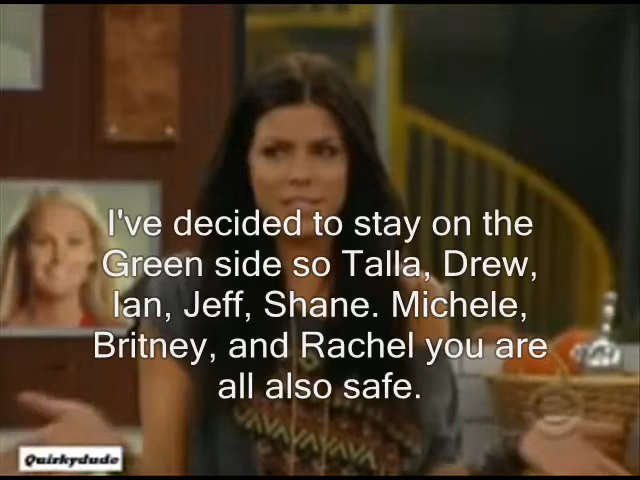 I've decided to stay on the
Green side so Talla, Drew,
Ian, Jeff, Shane. Michele,
Britney, and Rachel you are
all also safe.
Quirkydude